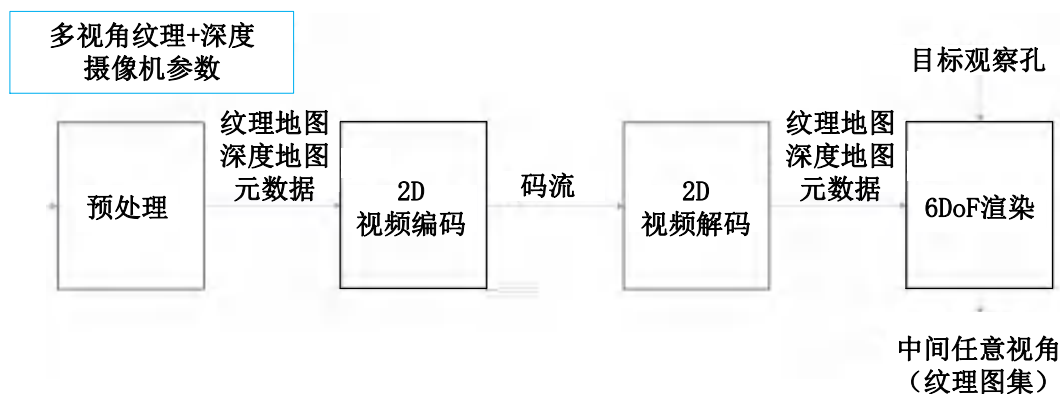 多视角纹理+深度
摄像机参数
目标观察孔
纹理地图
深度地图
元数据
纹理地图
深度地图
元数据
预处理
2D
视频编码
码流
2D
视频解码
6DoF渲染
中间任意视角
（纹理图集）